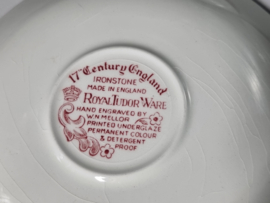 17th Century England
IRONSTONE
MADE IN ENGLAND
ROYAL TUDOR WARE
HAND ENGRAVED BY
W.N. MELLOR
PRINTED UNDERGLAZE
PERMANENT COLOUR
& DETERGENT
PROOF